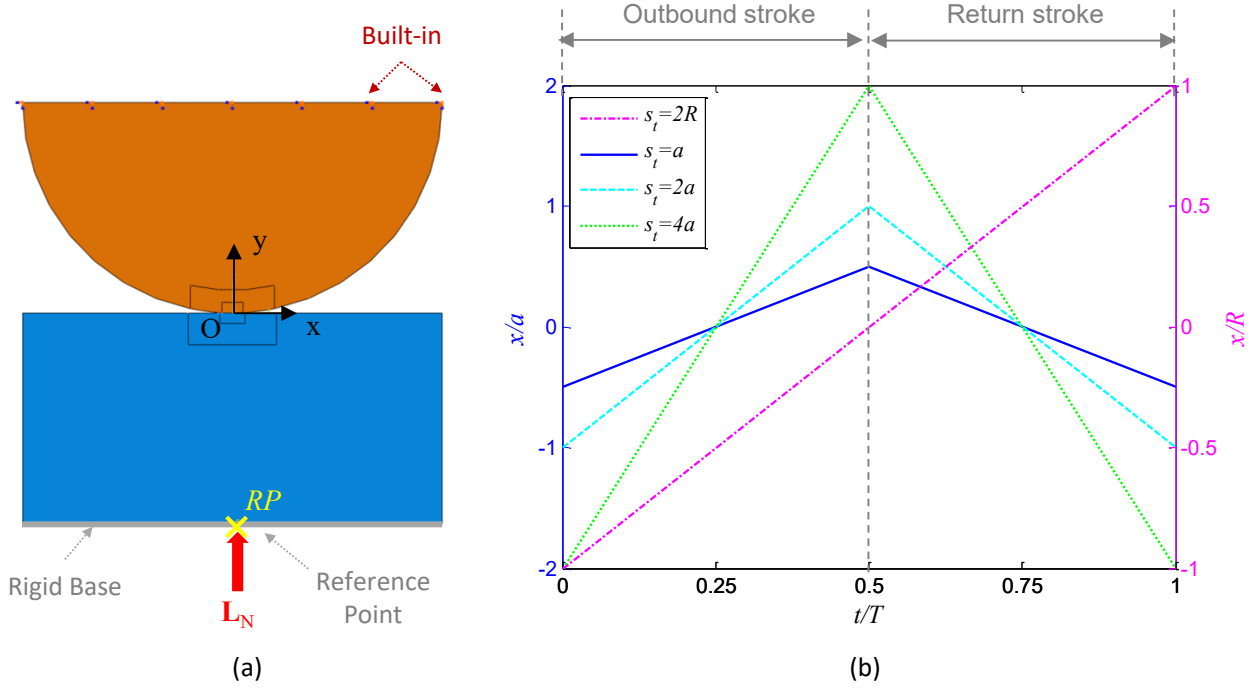 Built-in
y
O
x
RP
Rigid Base
Reference
Point
L_N
(a)
Outbound stroke
Return stroke
s_t=2R
s_t=a
s_t=2a
s_t=4a
2
1
0
-1
-2
x/a
1
0.5
0
-0.5
-1
x/R
0
0.25
0.5
0.75
1
t/T
(b)